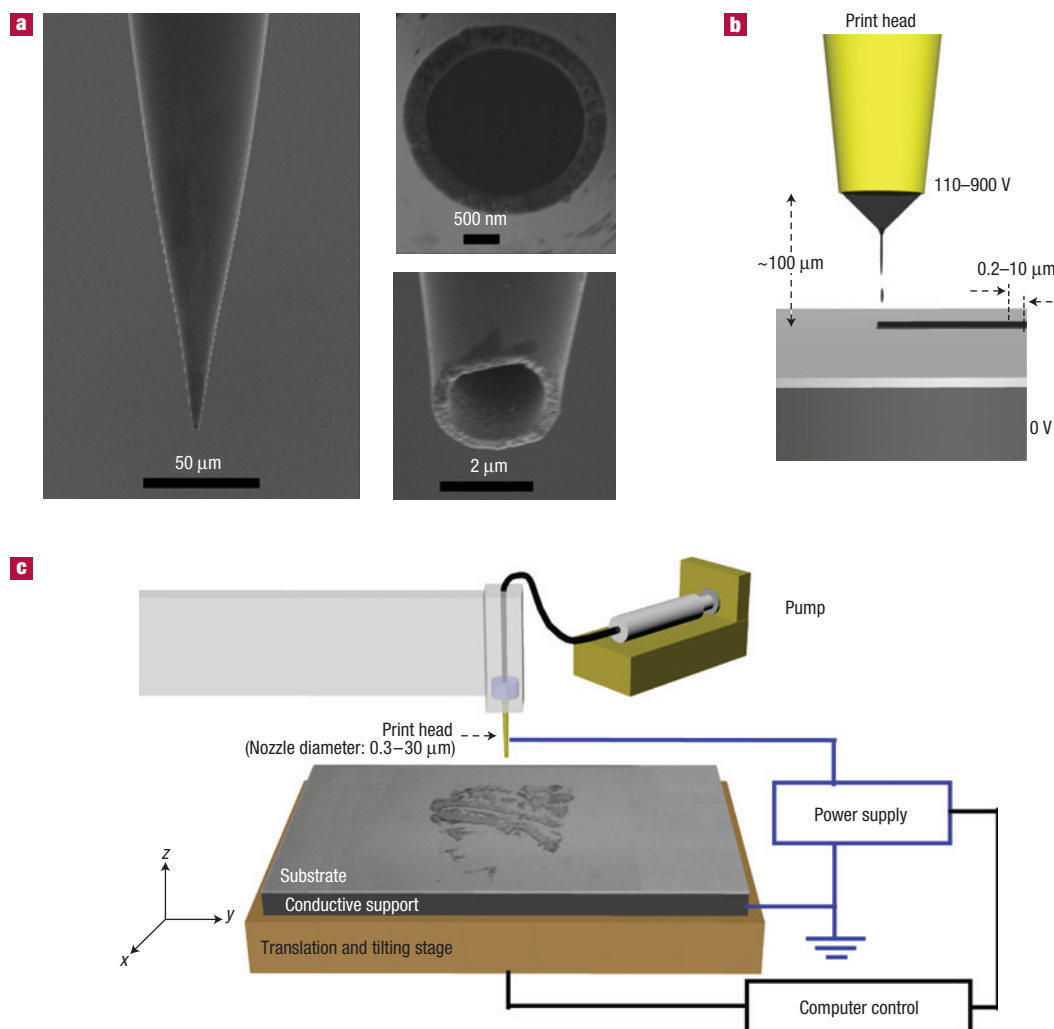 a
50 μm
500 nm
2 μm
b
Print head
110–900 V
~100 μm
0.2–10 μm
0 V
c
Pump
Print head
(Nozzle diameter: 0.3–30 μm)
Power supply
Substrate
Conductive support
Translation and tilting stage
z
y
x
Computer control